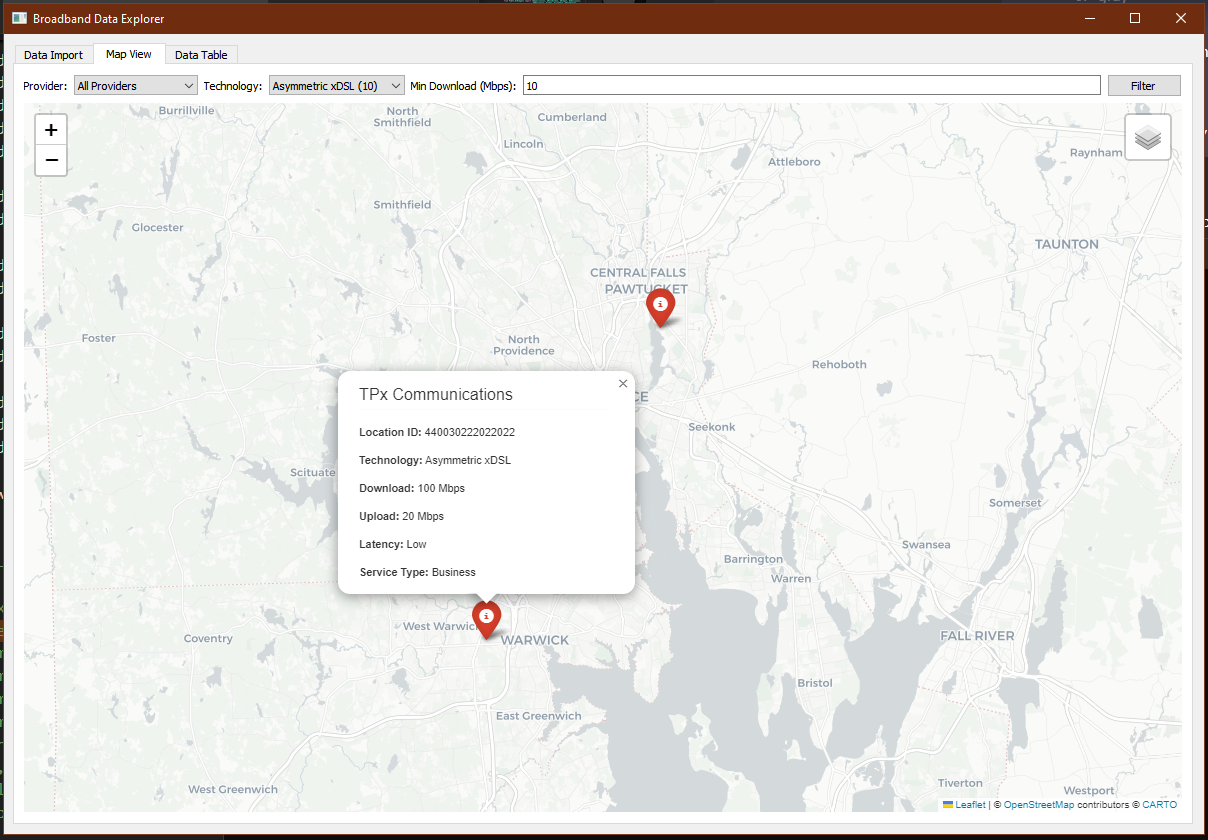 Broadband Data Explorer
Data Import Map View Data Table
Provider: All Providers Technology: Asymmetric xDSL (10) Min Download (Mbps): 10 Filter
+
−
Burrillville
North
Smithfield
Cumberland
Lincoln
Attleboro
Raynham
Smithfield
Glocester
TAUNTON
CENTRAL FALLS
PAWTUCKET
Foster
North
Providence
Rehoboth
TPx Communications
×
Location ID: 440030222022022
Technology: Asymmetric xDSL
Download: 100 Mbps
Upload: 20 Mbps
Latency: Low
Service Type: Business
CE
Seekonk
Scituate
Somerset
Swansea
Barrington
Warren
West Warwick
WARWICK
Coventry
FALL RIVER
Bristol
East Greenwich
West Greenwich
Tiverton
Westport
Leaflet | © OpenStreetMap contributors © CARTO